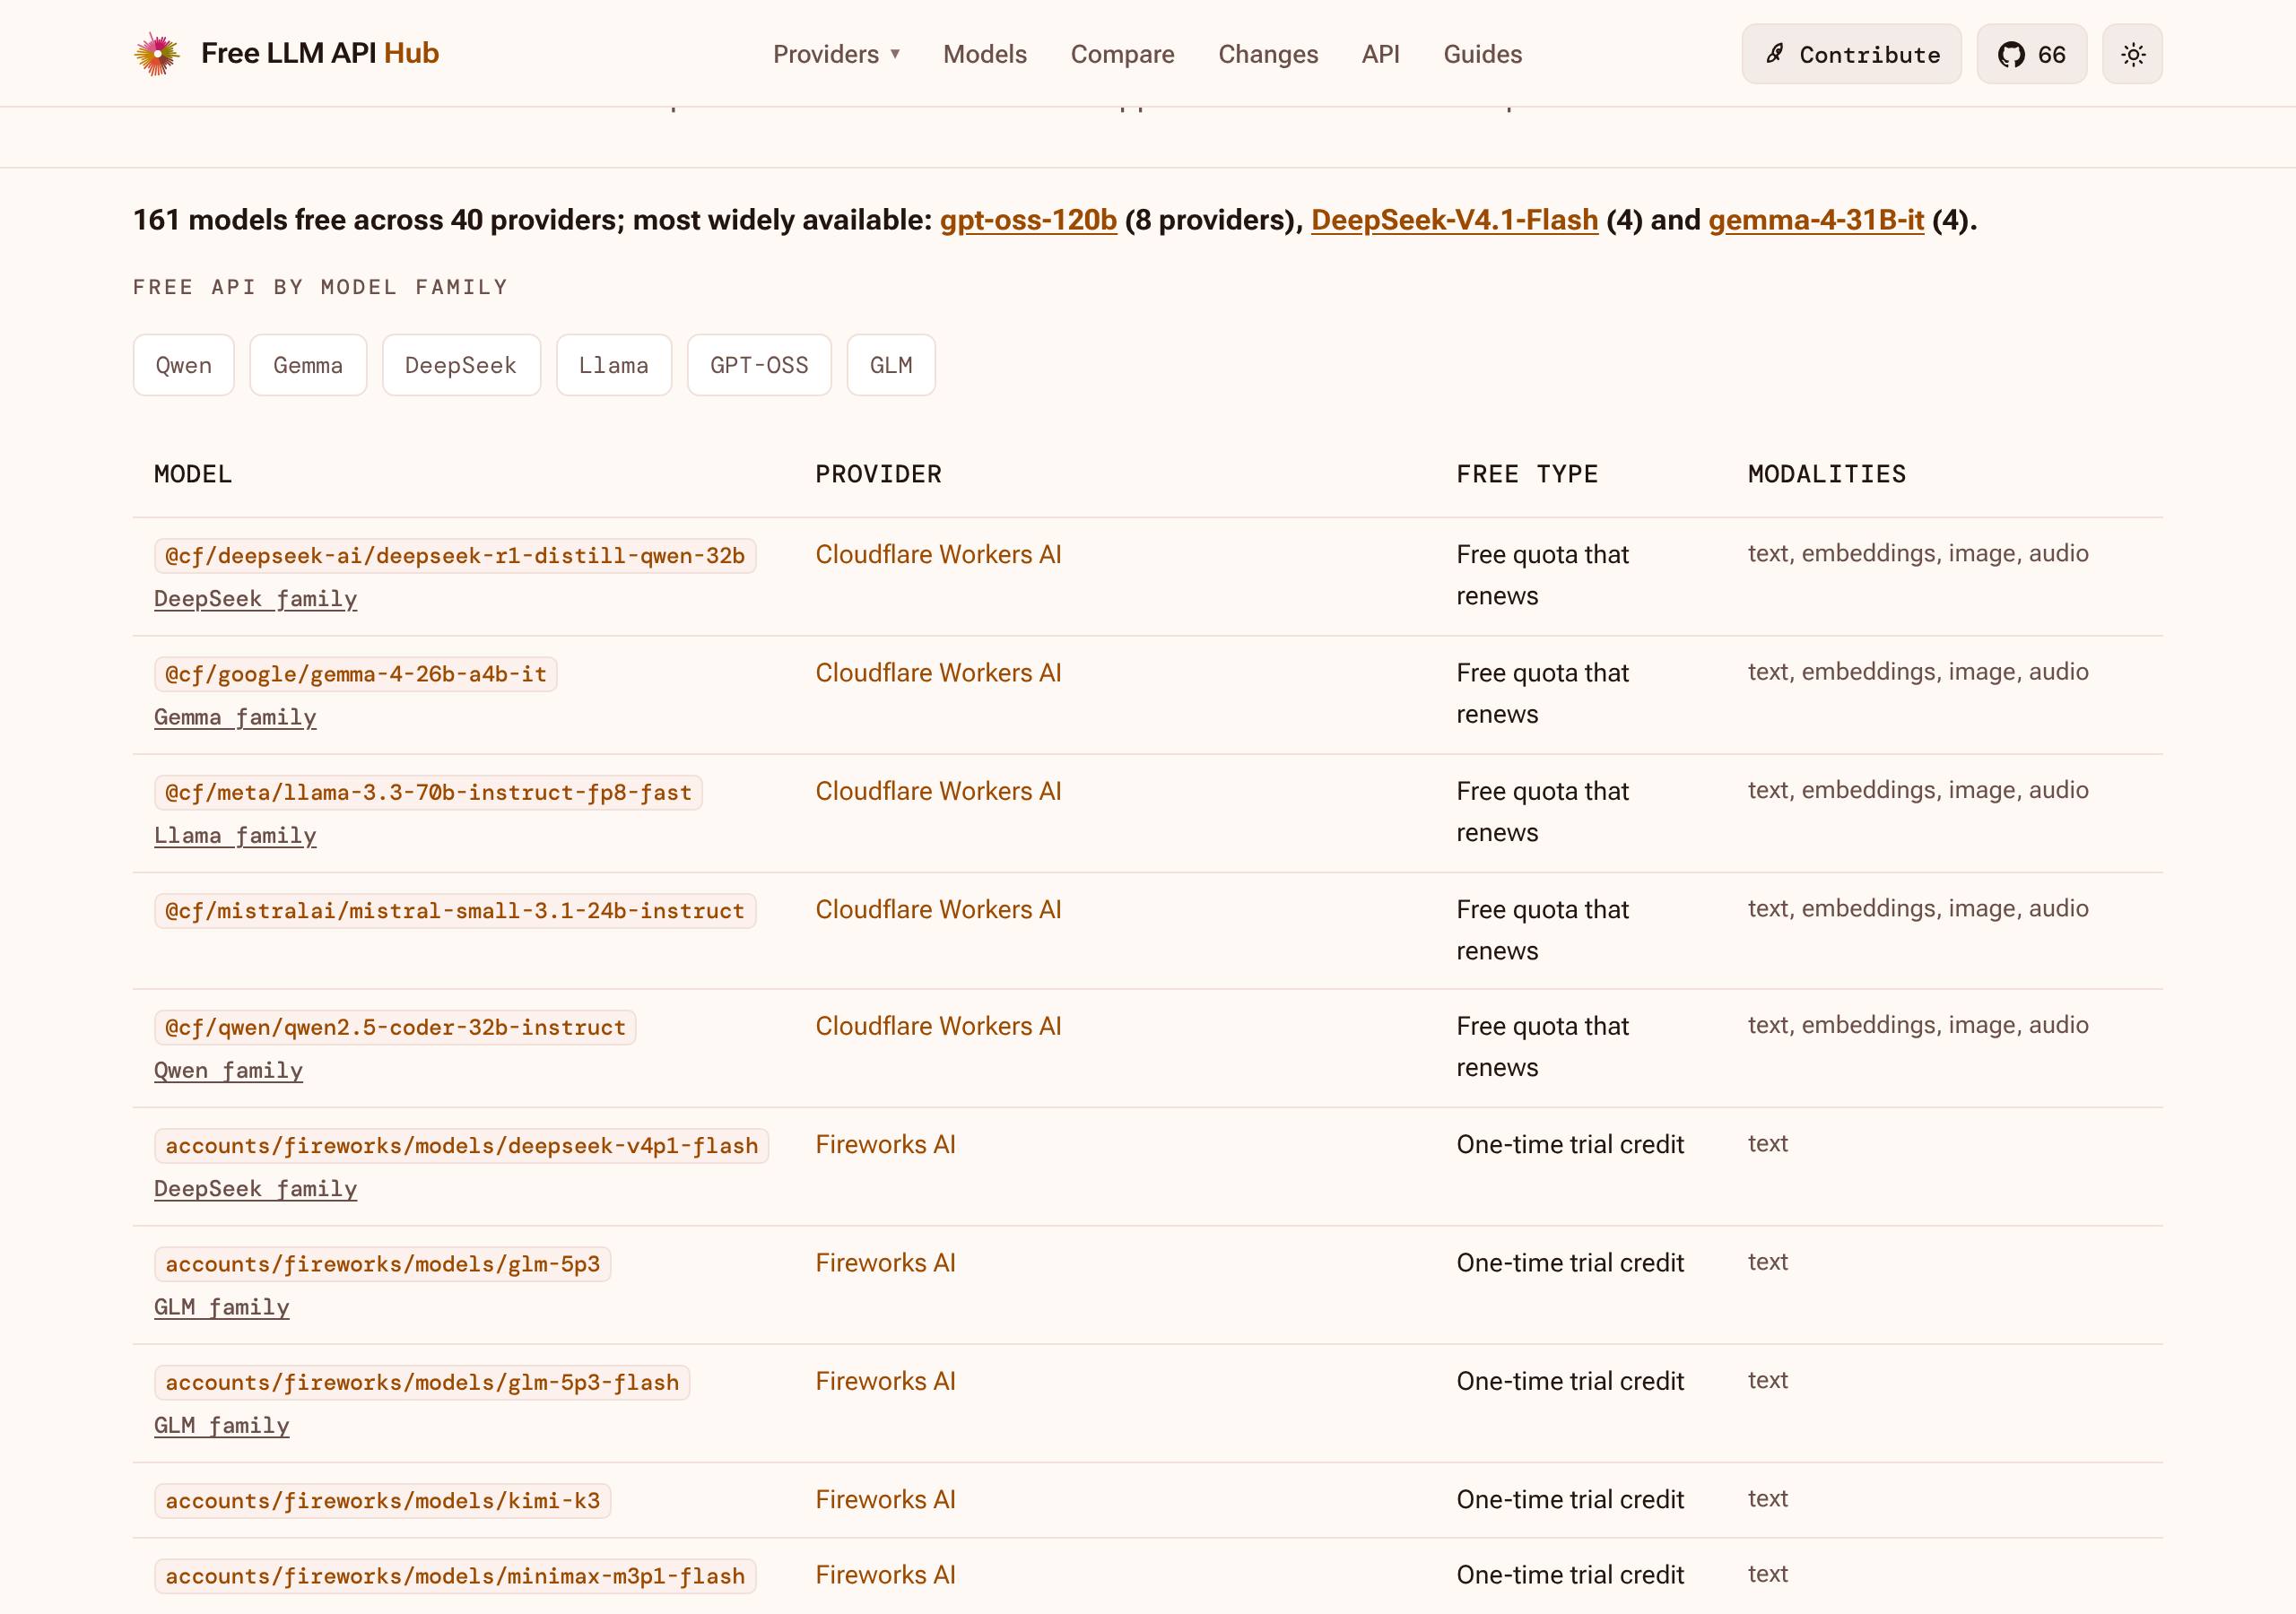 Free LLM API Hub
Providers ▼ Models Compare Changes API Guides
Contribute 66
161 models free across 40 providers; most widely available: gpt-oss-120b (8 providers), DeepSeek-V4.1-Flash (4) and gemma-4-31B-it (4).
FREE API BY MODEL FAMILY
Qwen Gemma DeepSeek Llama GPT-OSS GLM
MODEL PROVIDER FREE TYPE MODALITIES
@cf/deepseek-ai/deepseek-r1-distill-qwen-32b Cloudflare Workers AI Free quota that text, embeddings, image, audio
DeepSeek family renews
@cf/google/gemma-4-26b-a4b-it Cloudflare Workers AI Free quota that text, embeddings, image, audio
Gemma family renews
@cf/meta/llama-3.3-70b-instruct-fp8-fast Cloudflare Workers AI Free quota that text, embeddings, image, audio
Llama family renews
@cf/mistralai/mistral-small-3.1-24b-instruct Cloudflare Workers AI Free quota that text, embeddings, image, audio
renews
@cf/qwen/qwen2.5-coder-32b-instruct Cloudflare Workers AI Free quota that text, embeddings, image, audio
Qwen family renews
accounts/fireworks/models/deepseek-v4p1-flash Fireworks AI One-time trial credit text
DeepSeek family
accounts/fireworks/models/glm-5p3 Fireworks AI One-time trial credit text
GLM family
accounts/fireworks/models/glm-5p3-flash Fireworks AI One-time trial credit text
GLM family
accounts/fireworks/models/kimi-k3 Fireworks AI One-time trial credit text
accounts/fireworks/models/minimax-m3p1-flash Fireworks AI One-time trial credit text